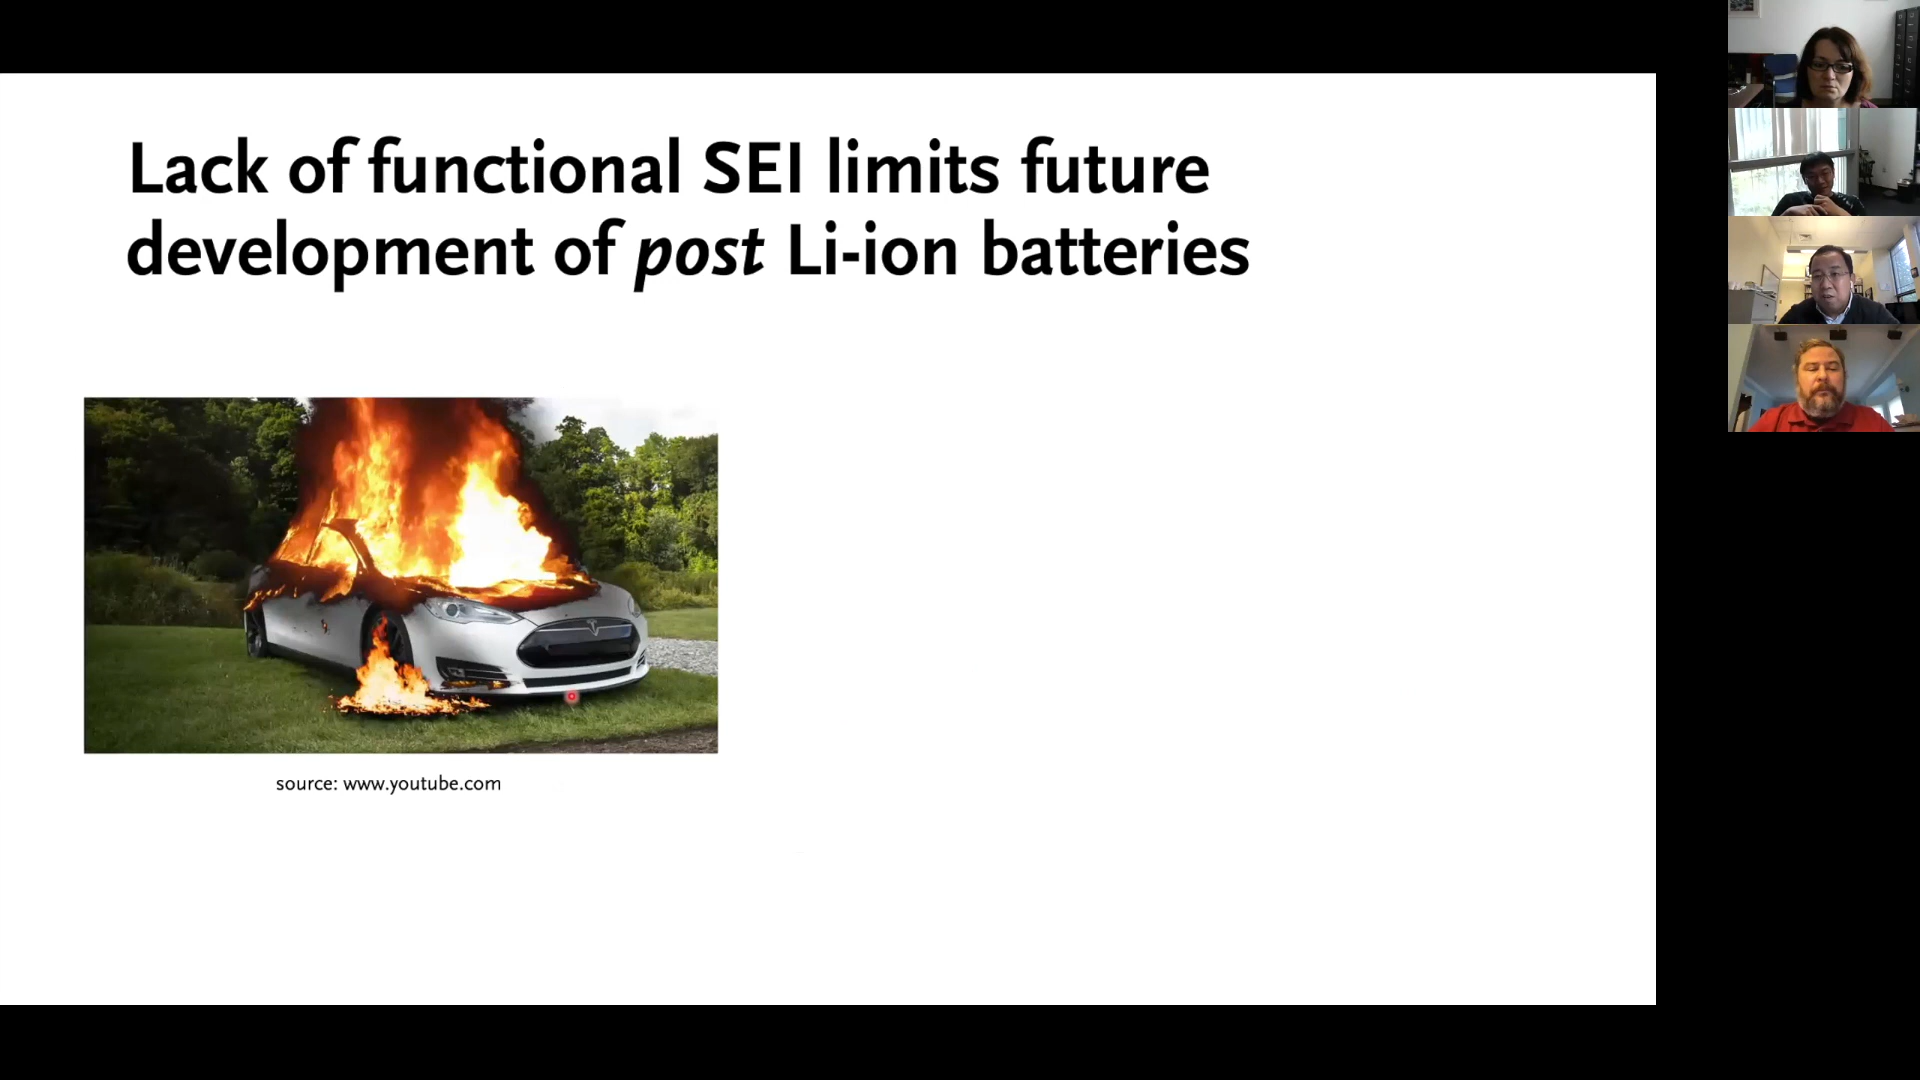 Lack of functional SEI limits future
development of post Li-ion batteries
source: www.youtube.com